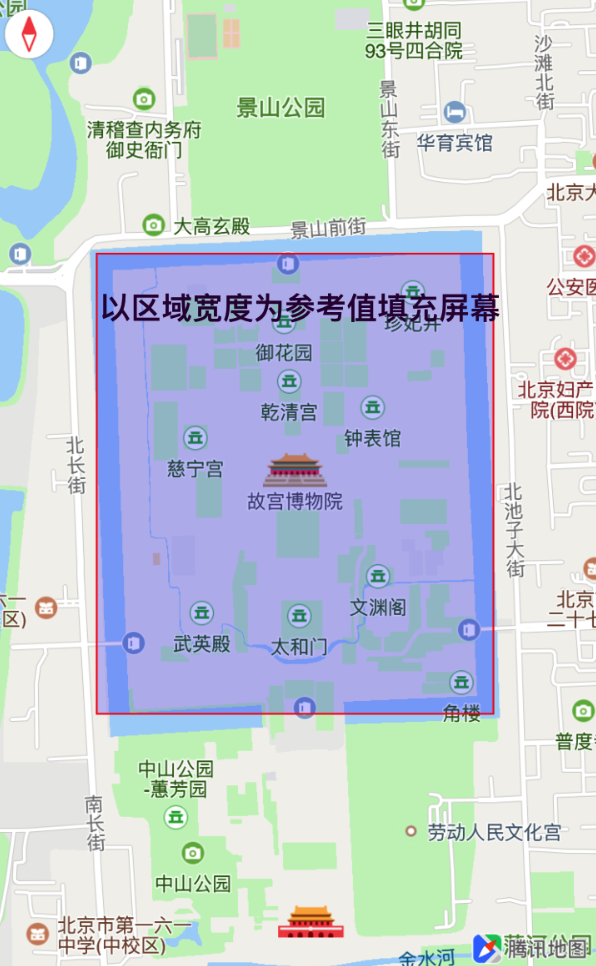 公园
三眼井胡同
93号四合院
沙滩北街
景山公园
景山东街
清稽查内务府
御史衙门
华育宾馆
北京大
大高玄殿
景山前街
公安医
以区域宽度为参考值填充屏幕
珍妃井
御花园
乾清宫
北京妇产
院(西院
钟表馆
北长街
慈宁宫
故宫博物院
北池子大街
六一
区)
文渊阁
北京
二十七
武英殿
太和门
角楼
普度
中山公园
-蕙芳园
南长街
劳动人民文化宫
中山公园
北京市第一六一
中学(中校区)
金水河
腾讯地图